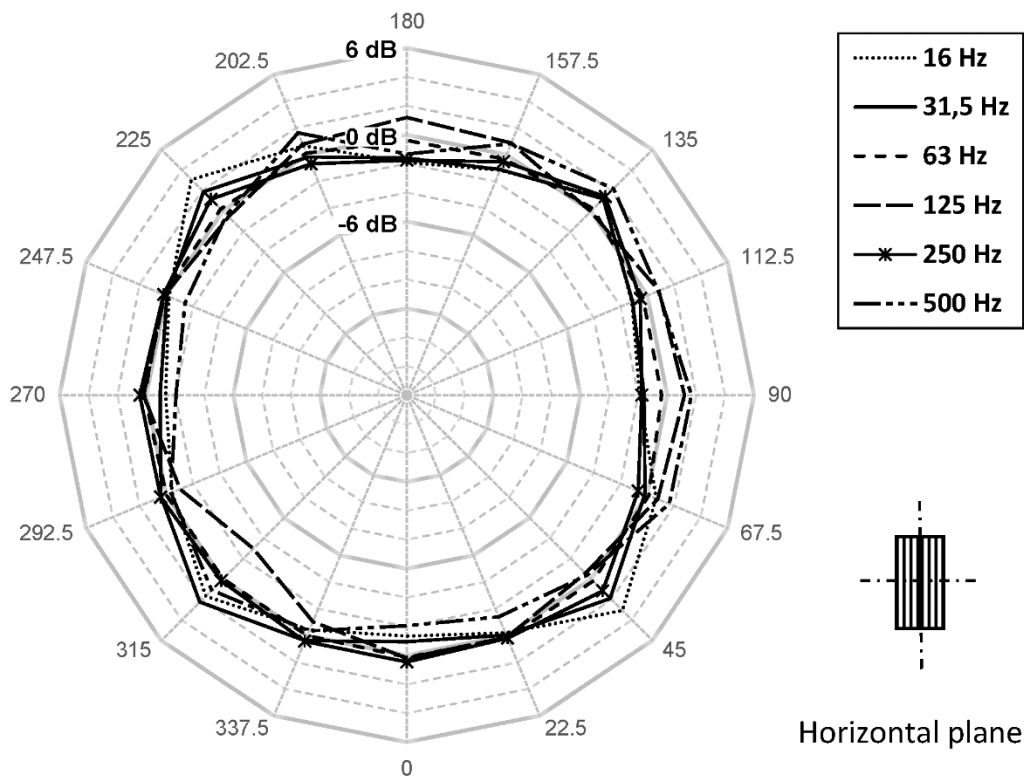 180
6 dB
202.5
157.5
0 dB
225
135
-6 dB
247.5
112.5
270
90
292.5
67.5
315
45
337.5
22.5
0
16 Hz
31,5 Hz
63 Hz
125 Hz
250 Hz
500 Hz
Horizontal plane